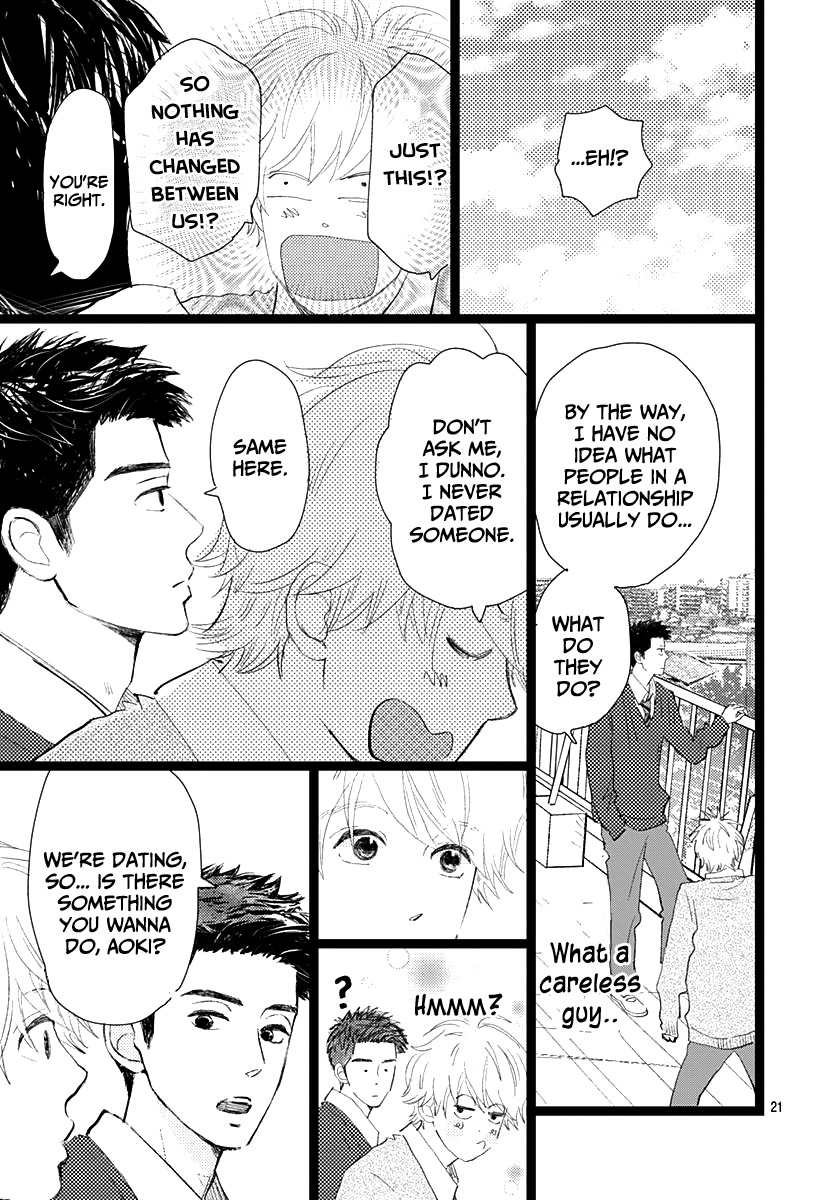 ...EH!?
JUST
THIS!?
SO
NOTHING
HAS
CHANGED
BETWEEN
US!?
YOU'RE
RIGHT.
BY THE WAY,
I HAVE NO
IDEA WHAT
PEOPLE IN A
RELATIONSHIP
USUALLY DO...
WHAT
DO
THEY
DO?
What a
careless
guy..
DON'T
ASK ME,
I DUNNO.
I NEVER
DATED
SOMEONE.
SAME
HERE.
Hmmm?
?
WE'RE DATING,
SO... IS THERE
SOMETHING
YOU WANNA
DO, AOKI?
21